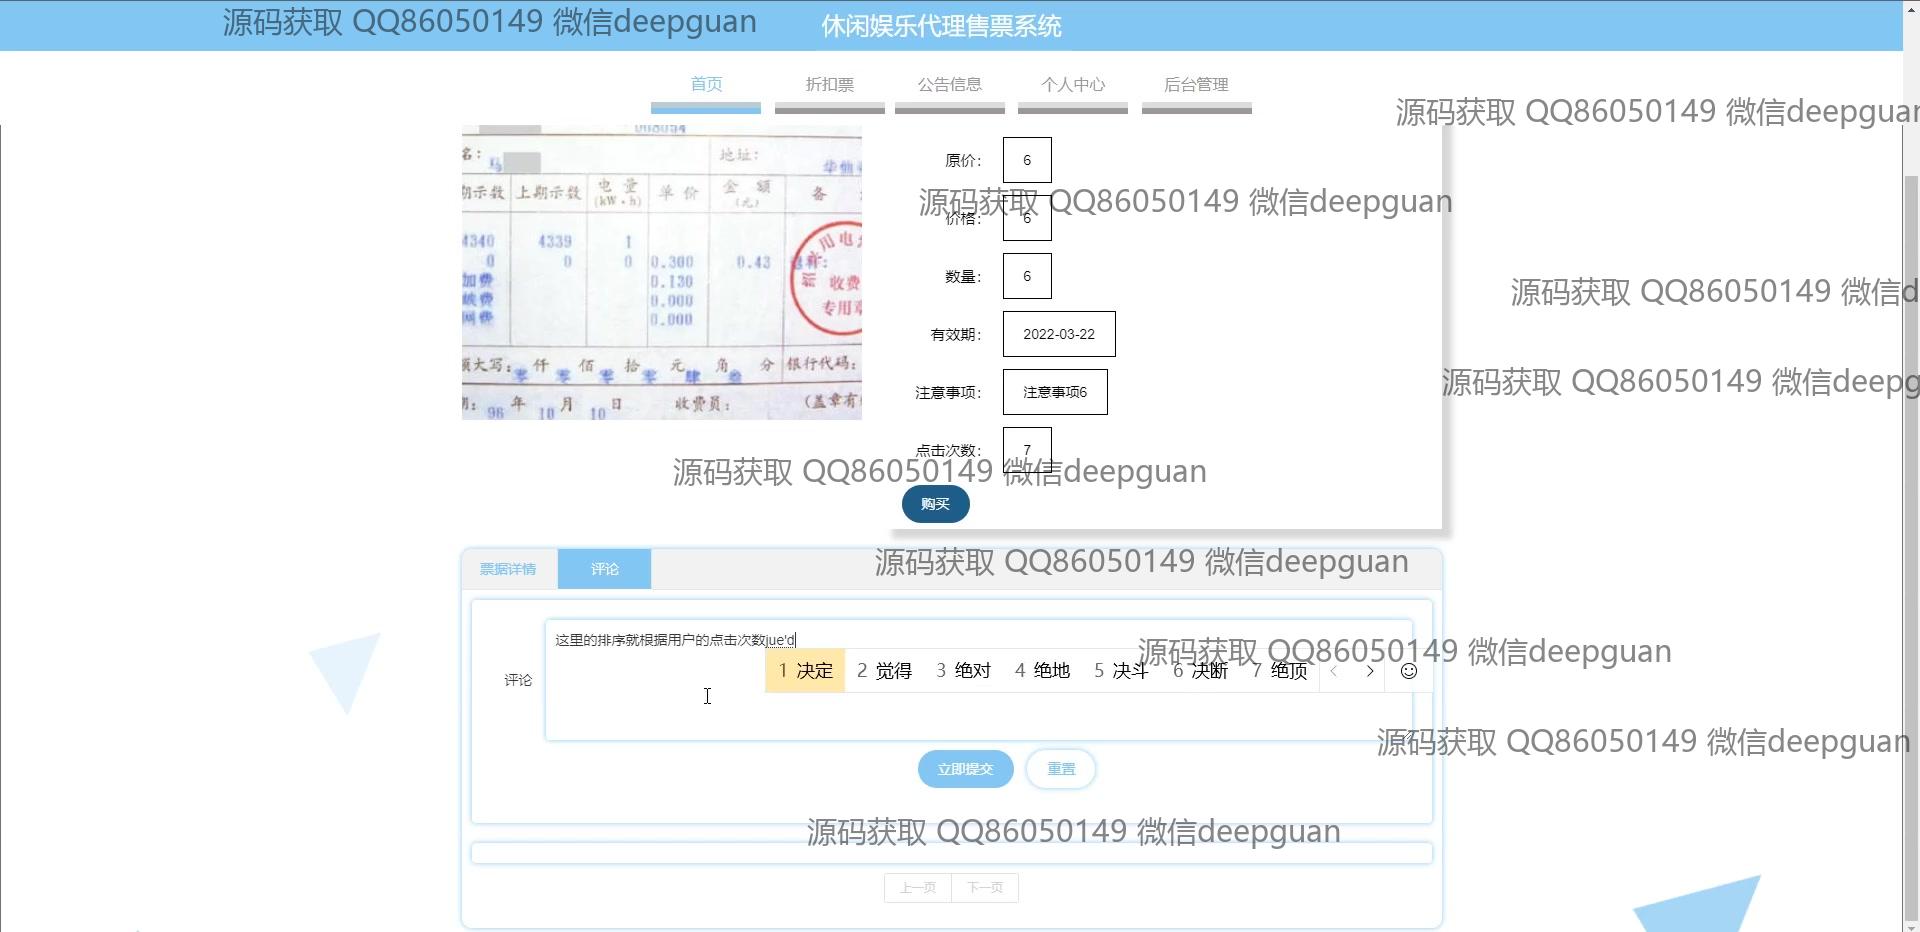 源码获取 QQ86050149 微信deepguan
休闲娱乐代理售票系统
首页 折扣票 公告信息 个人中心 后台管理
源码获取 QQ86050149 微信deepguan
名： 地址：
期示数 上期示数 电量(kW·h) 单价 金额(元) 备
4340 4339 1
0 0 0 0.300 0.43
加费 0.130
0.000
网费 0.000
收费
专用章
额大写：零仟零佰零拾零元肆角叁分 银行代码：
期：96年10月10日 收费员： (盖章有
原价： 6
源码获取 QQ86050149 微信deepguan
价格： 6
数量： 6
源码获取 QQ86050149 微信d
有效期： 2022-03-22
源码获取 QQ86050149 微信deepg
注意事项： 注意事项6
点击次数： 7
源码获取 QQ86050149 微信deepguan
购买
源码获取 QQ86050149 微信deepguan
票据详情 评论
这里的排序就根据用户的点击次数jue'd
源码获取 QQ86050149 微信deepguan
1 决定 2 觉得 3 绝对 4 绝地 5 决斗 6 决断 7 绝顶
评论
源码获取 QQ86050149 微信deepguan
立即提交 重置
源码获取 QQ86050149 微信deepguan
上一页 下一页